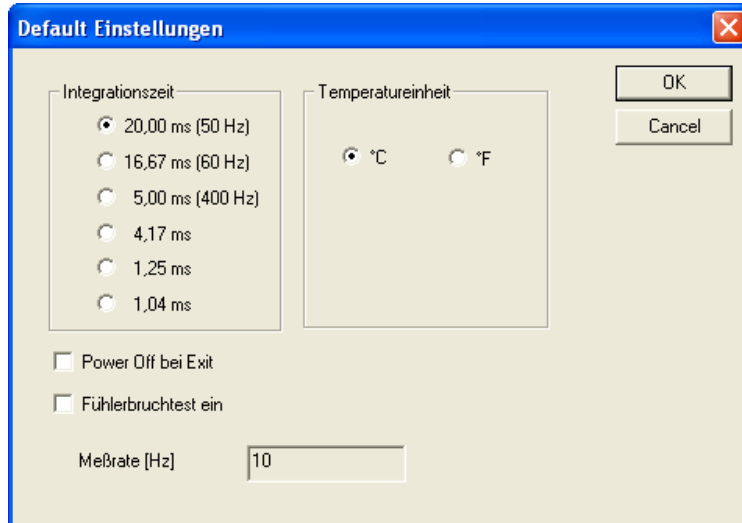 Default Einstellungen
Integrationszeit
20,00 ms (50 Hz)
16,67 ms (60 Hz)
5,00 ms (400 Hz)
4,17 ms
1,25 ms
1,04 ms
Temperatureinheit
°C
°F
OK
Cancel
Power Off bei Exit
Fühlerbruchtest ein
Meßrate [Hz]
10